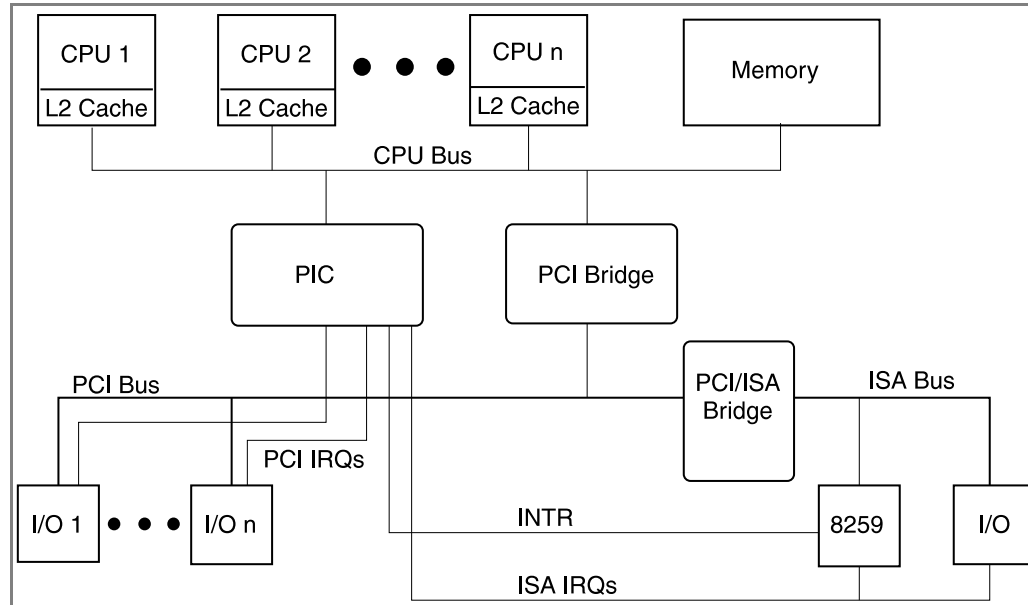 CPU 1
L2 Cache
CPU 2
L2 Cache
CPU n
L2 Cache
Memory
CPU Bus
PIC
PCI Bridge
PCI Bus
PCI/ISA
Bridge
ISA Bus
PCI IRQs
I/O 1
I/O n
INTR
8259
I/O
ISA IRQs